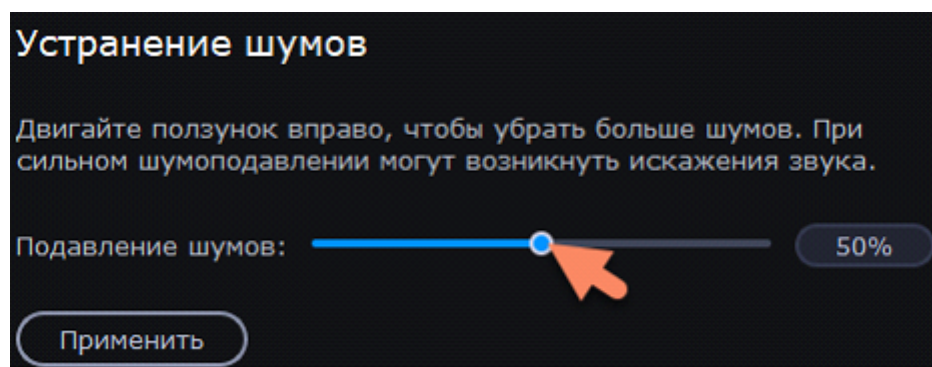 Устранение шумов
Двигайте ползунок вправо, чтобы убрать больше шумов. При
сильном шумоподавлении могут возникнуть искажения звука.
Подавление шумов: 50%
Применить